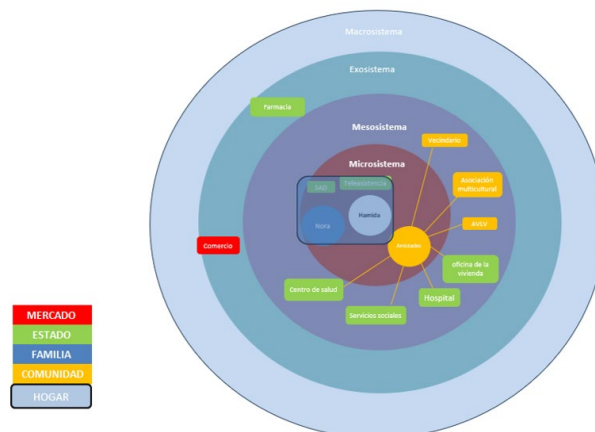 Macrosistema
Exosistema
Farmacia
Mesosistema
Vecindario
Microsistema
Asociación
multicultural
SAD
Teleasistencia
Hamida
Nora
AVLV
Comercio
oficina de la
vivienda
Centro de salud
Hospital
Servicios sociales
MERCADO
ESTADO
FAMILIA
COMUNIDAD
HOGAR